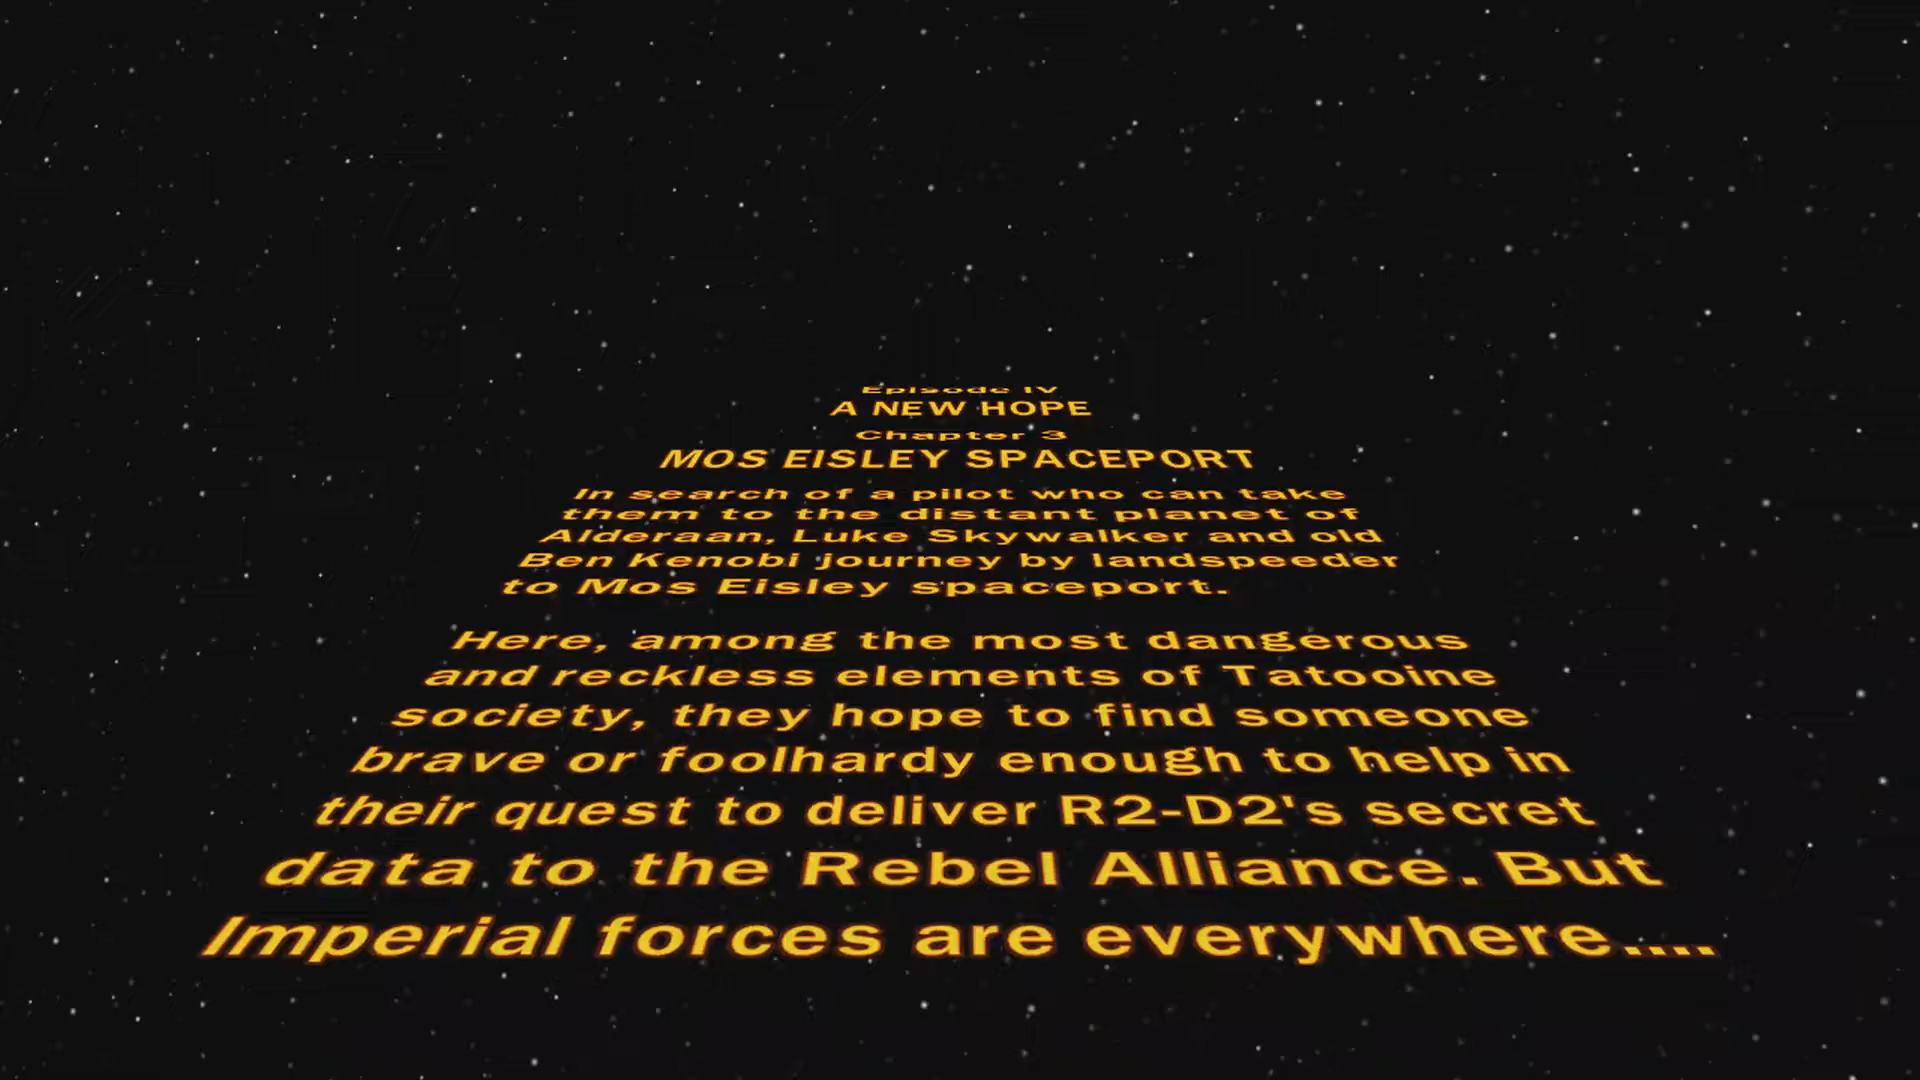 Episode IV
A NEW HOPE
Chapter 3
MOS EISLEY SPACEPORT
In search of a pilot who can take
them to the distant planet of
Alderaan, Luke Skywalker and old
Ben Kenobi journey by landspeeder
to Mos Eisley spaceport.
Here, among the most dangerous
and reckless elements of Tatooine
society, they hope to find someone
brave or foolhardy enough to help in
their quest to deliver R2-D2's secret
data to the Rebel Alliance. But
Imperial forces are everywhere....